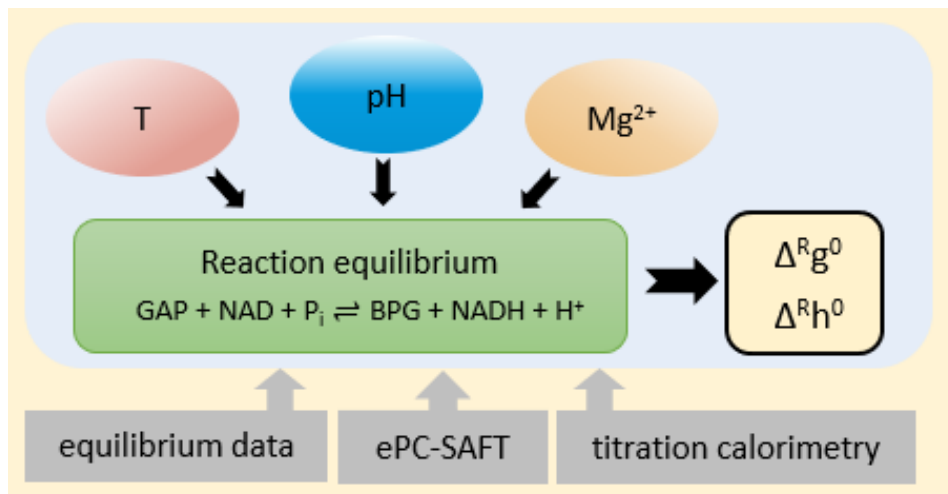 T
pH
Mg²⁺
Reaction equilibrium
GAP + NAD + Pᵢ ⇌ BPG + NADH + H⁺
Δᴿg⁰
Δᴿh⁰
equilibrium data
ePC-SAFT
titration calorimetry